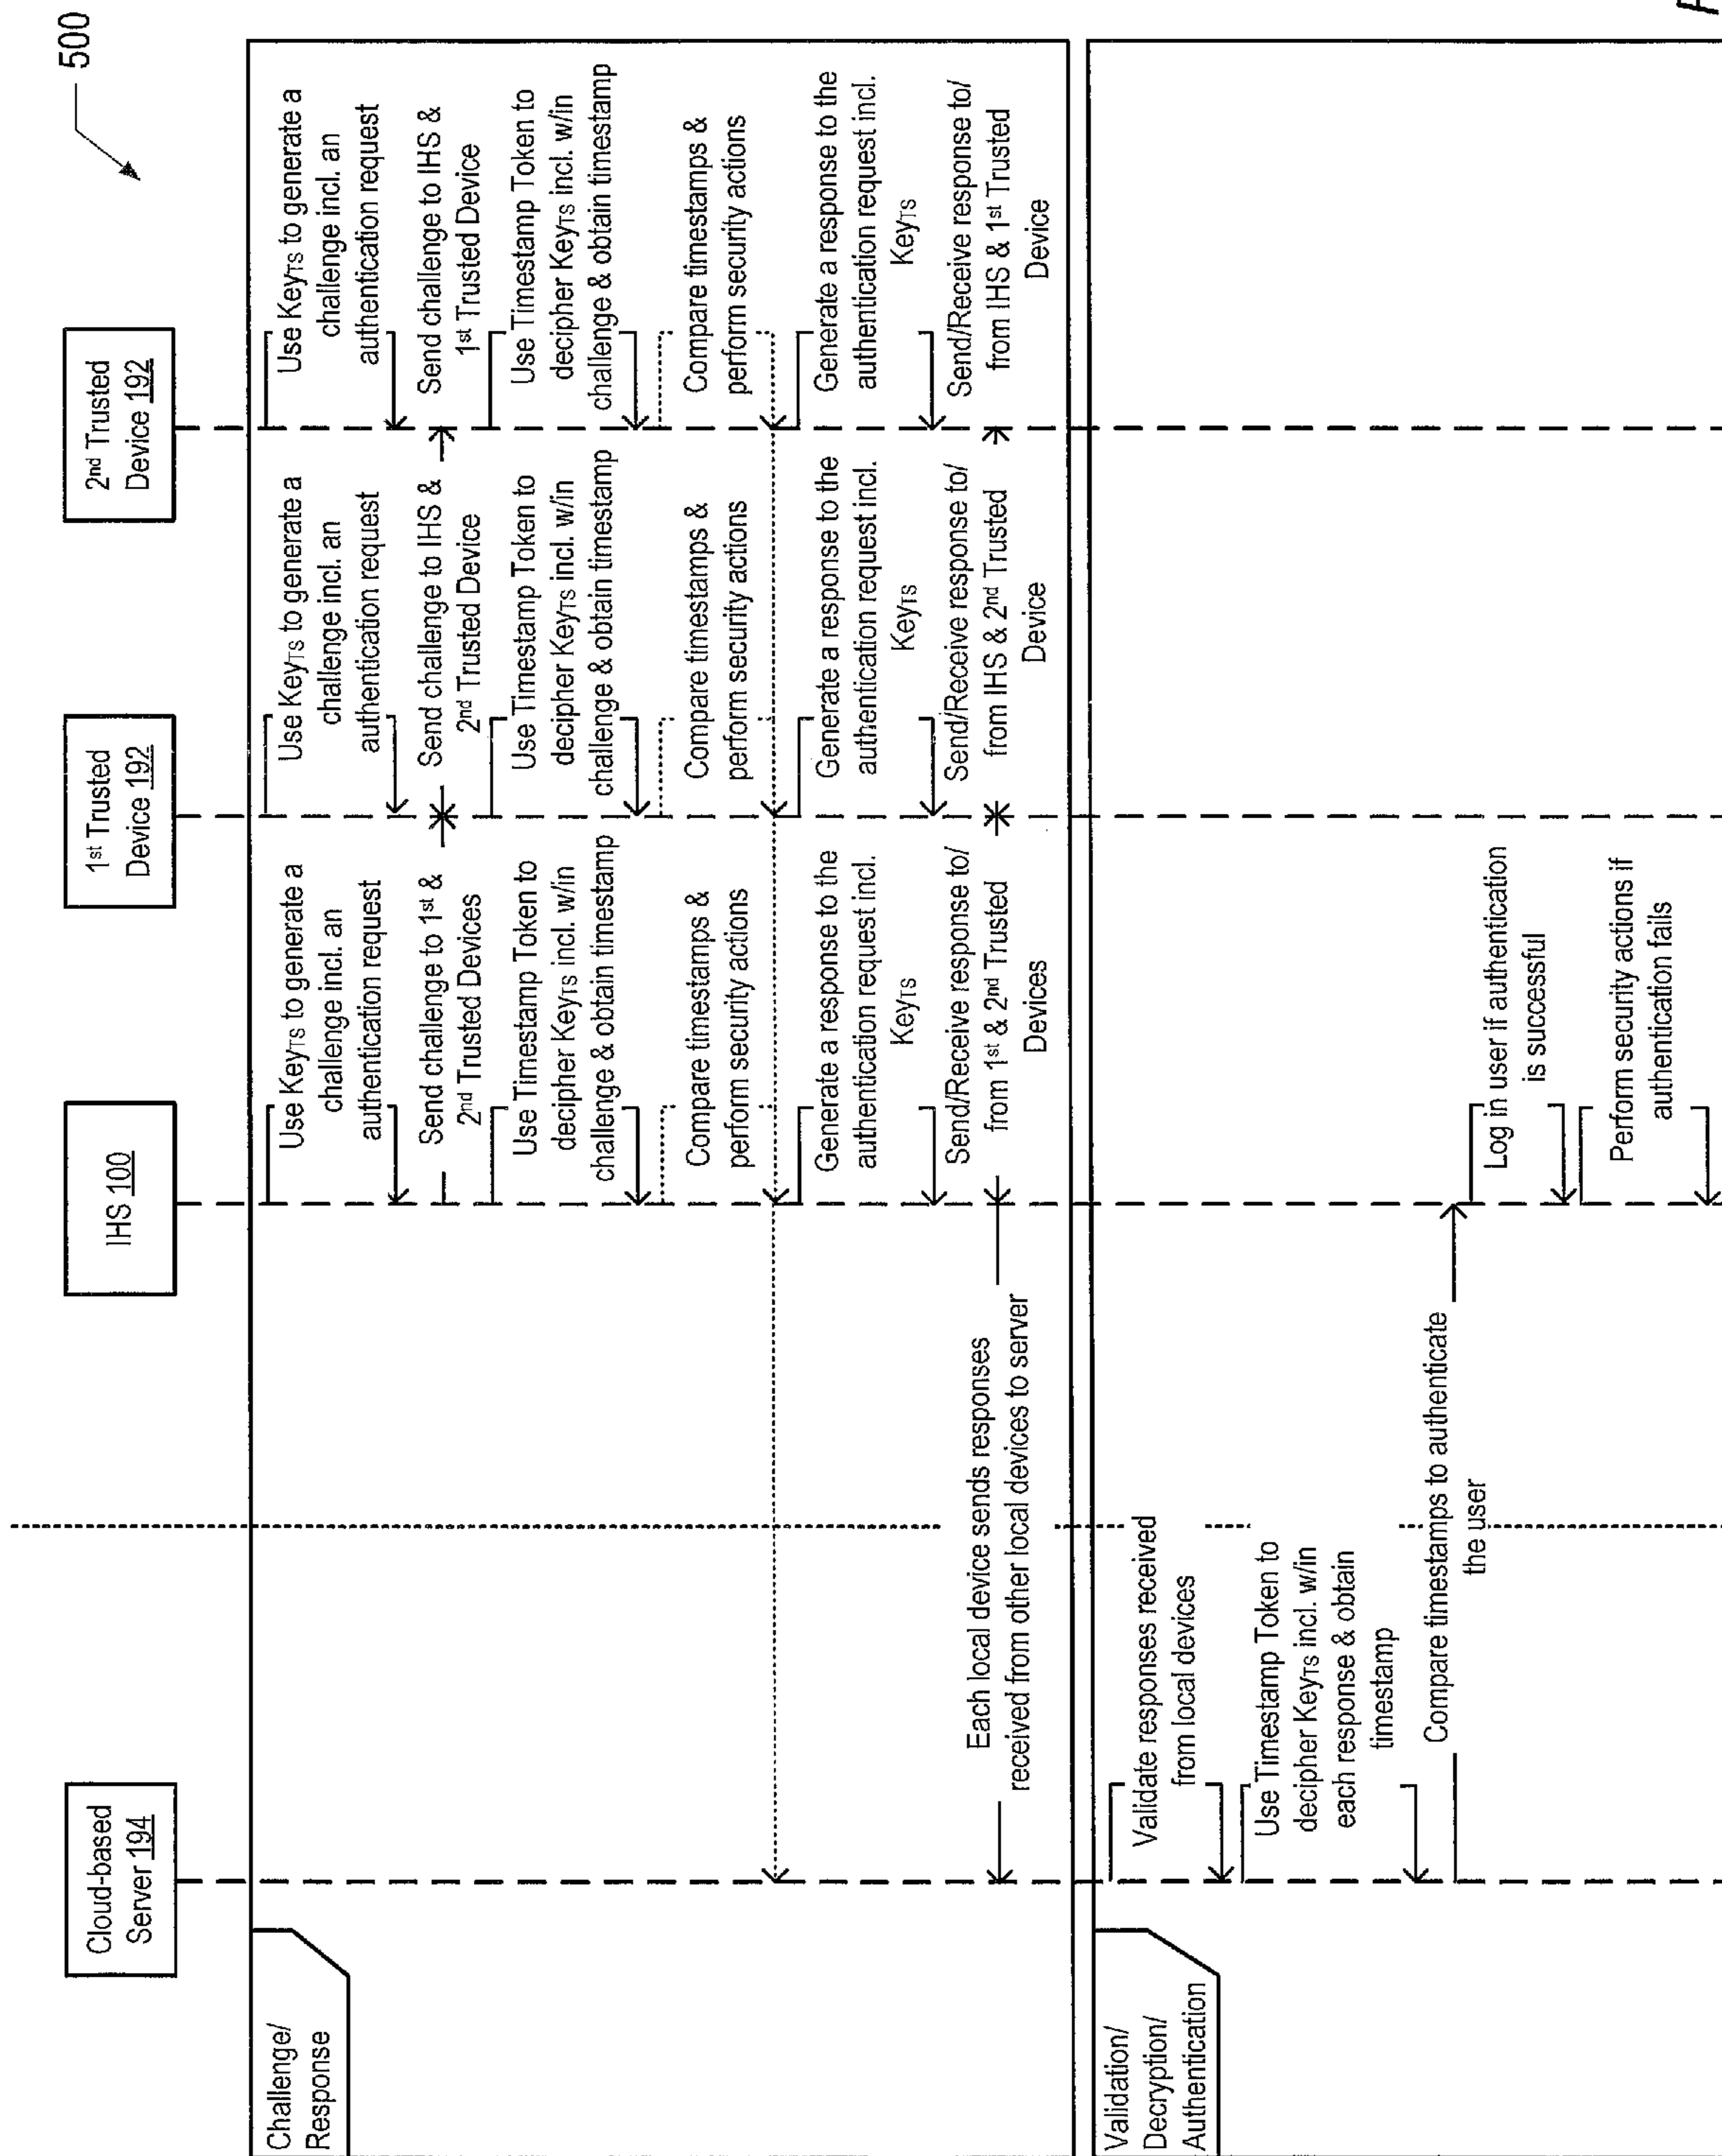 500
Cloud-based
Server 194
IHS 100
1st Trusted
Device 192
2nd Trusted
Device 192
Challenge/
Response
Use KeyTS to generate a
challenge incl. an
authentication request
Send challenge to 1st &
2nd Trusted Devices
Use Timestamp Token to
decipher KeyTS incl. w/in
challenge & obtain timestamp
Compare timestamps &
perform security actions
Generate a response to the
authentication request incl.
KeyTS
Send/Receive response to/
from 1st & 2nd Trusted
Devices
Use KeyTS to generate a
challenge incl. an
authentication request
Send challenge to IHS &
2nd Trusted Device
Use Timestamp Token to
decipher KeyTS incl. w/in
challenge & obtain timestamp
Compare timestamps &
perform security actions
Generate a response to the
authentication request incl.
KeyTS
Send/Receive response to/
from IHS & 2nd Trusted
Device
Use KeyTS to generate a
challenge incl. an
authentication request
Send challenge to IHS &
1st Trusted Device
Use Timestamp Token to
decipher KeyTS incl. w/in
challenge & obtain timestamp
Compare timestamps &
perform security actions
Generate a response to the
authentication request incl.
KeyTS
Send/Receive response to/
from IHS & 1st Trusted
Device
Each local device sends responses
received from other local devices to server
Validation/
Decryption/
Authentication
Validate responses received
from local devices
Use Timestamp Token to
decipher KeyTS incl. w/in
each response & obtain
timestamp
Compare timestamps to authenticate
the user
Log in user if authentication
is successful
Perform security actions if
authentication fails